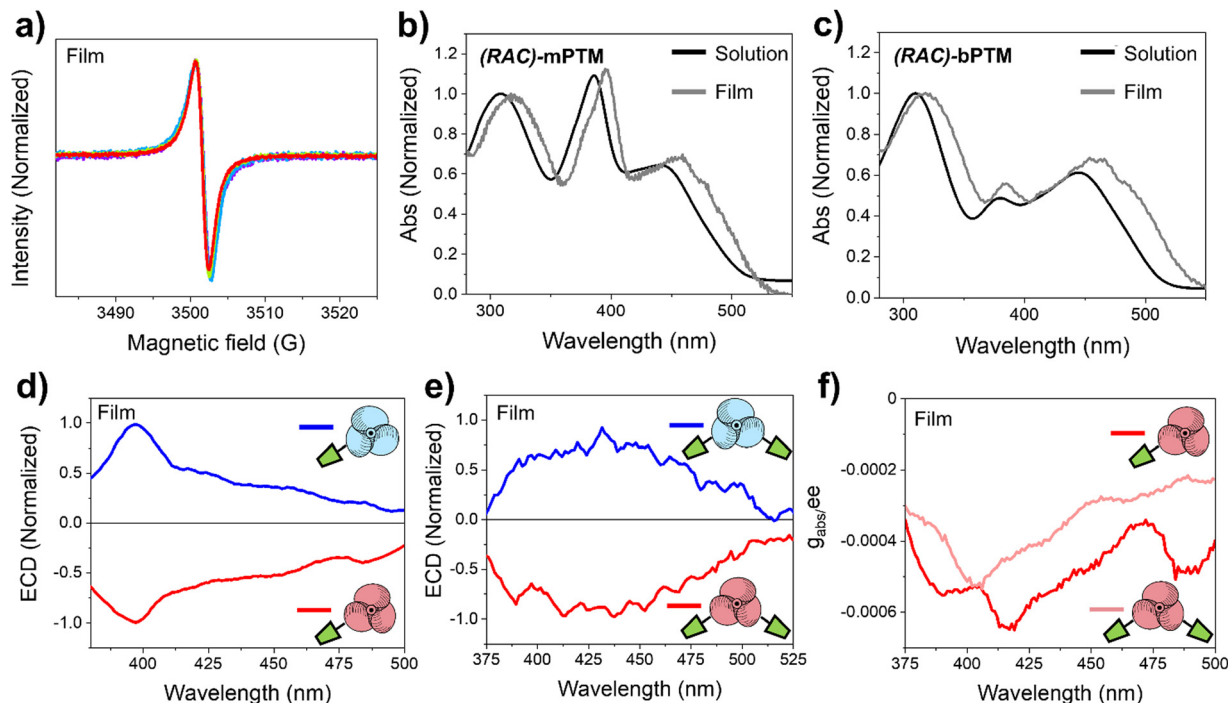 a)
Film
Intensity (Normalized)
3490 3500 3510 3520
Magnetic field (G)
b)
(RAC)-mPTM
Solution
Film
Abs (Normalized)
1.2
1.0
0.8
0.6
0.4
0.2
0.0
300 400 500
Wavelength (nm)
c)
(RAC)-bPTM
Solution
Film
Abs (Normalized)
1.2
1.0
0.8
0.6
0.4
0.2
0.0
300 400 500
Wavelength (nm)
d)
Film
ECD (Normalized)
1.0
0.5
0.0
-0.5
-1.0
400 425 450 475 500
Wavelength (nm)
e)
Film
ECD (Normalized)
1.0
0.5
0.0
-0.5
-1.0
375 400 425 450 475 500 525
Wavelength (nm)
f)
Film
gabs/ee
0
-0.0002
-0.0004
-0.0006
375 400 425 450 475 500
Wavelength (nm)